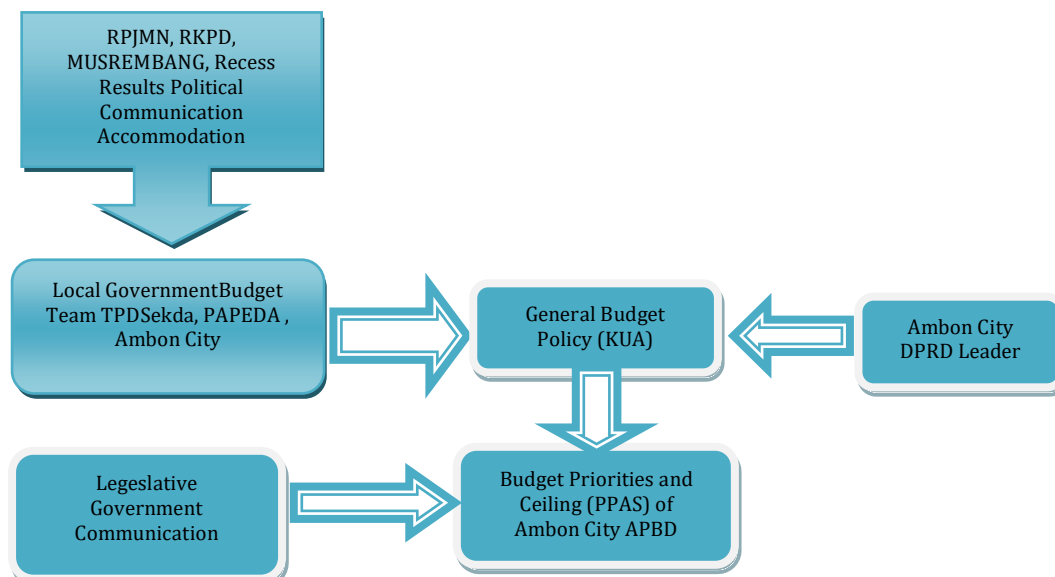 RPJMN, RKPD,
MUSREMBANG, Recess
Results Political
Communication
Accommodation
Local GovernmentBudget
Team TPDSekda, PAPEDA ,
Ambon City
General Budget
Policy (KUA)
Ambon City
DPRD Leader
Legeslative
Government
Communication
Budget Priorities and
Ceiling (PPAS) of
Ambon City APBD